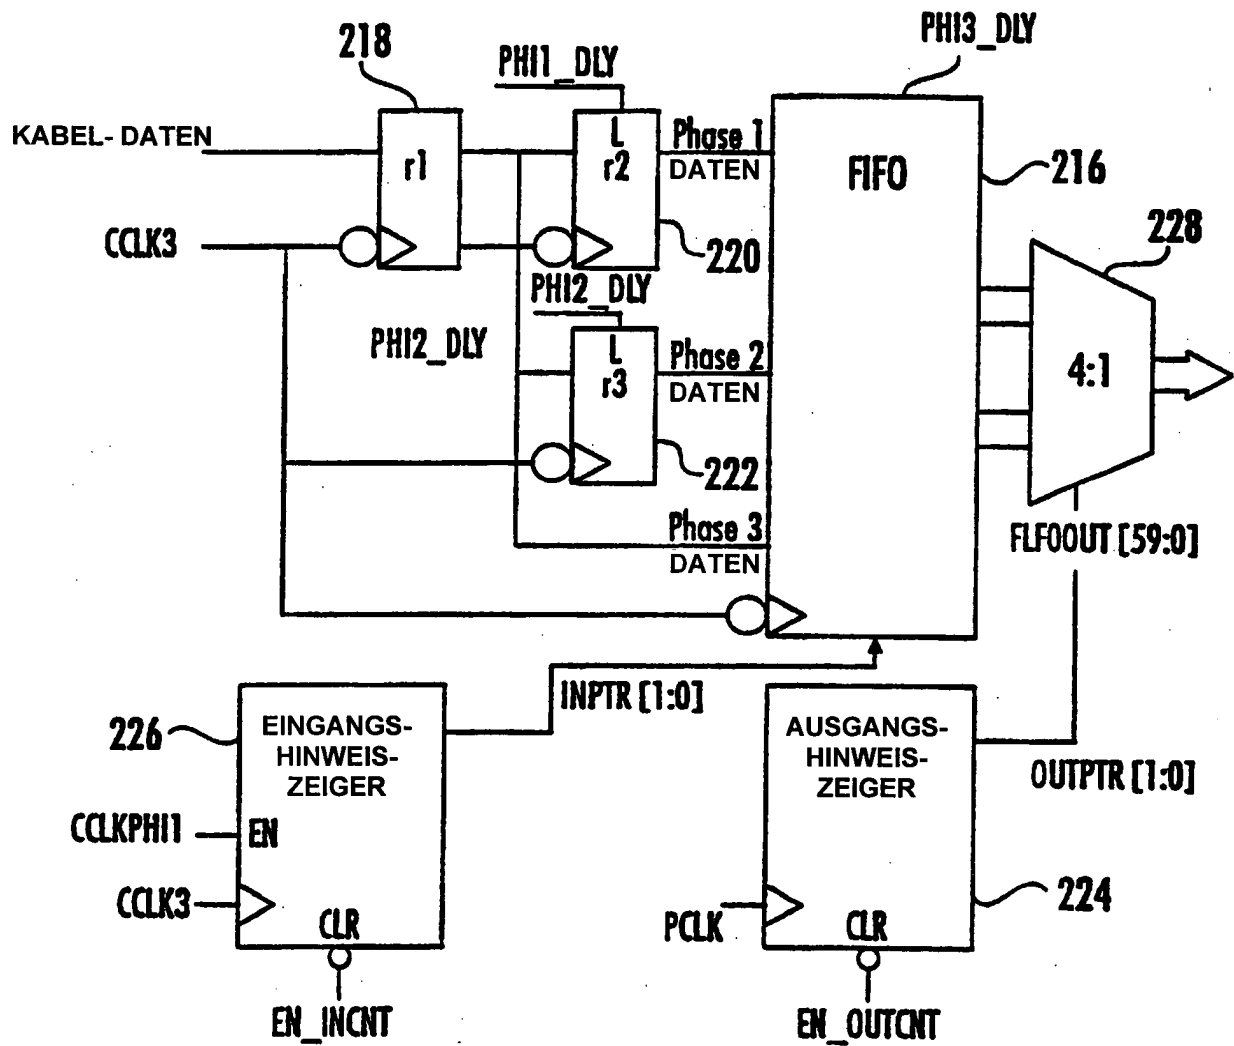 PHI3_DLY
218
PHI1_DLY
KABEL- DATEN
r1
L
r2
Phase 1
DATEN
FIFO
216
228
CCLK3
220
PHI2_DLY
PHI2_DLY
L
r3
Phase 2
DATEN
4:1
222
Phase 3
DATEN
FLFOOUT [59:0]
INPTR [1:0]
226
EINGANGS-
HINWEIS-
ZEIGER
AUSGANGS-
HINWEIS-
ZEIGER
OUTPTR [1:0]
CCLKPHI1
EN
CCLK3
CLR
PCLK
CLR
224
EN_INCNT
EN_OUTCNT